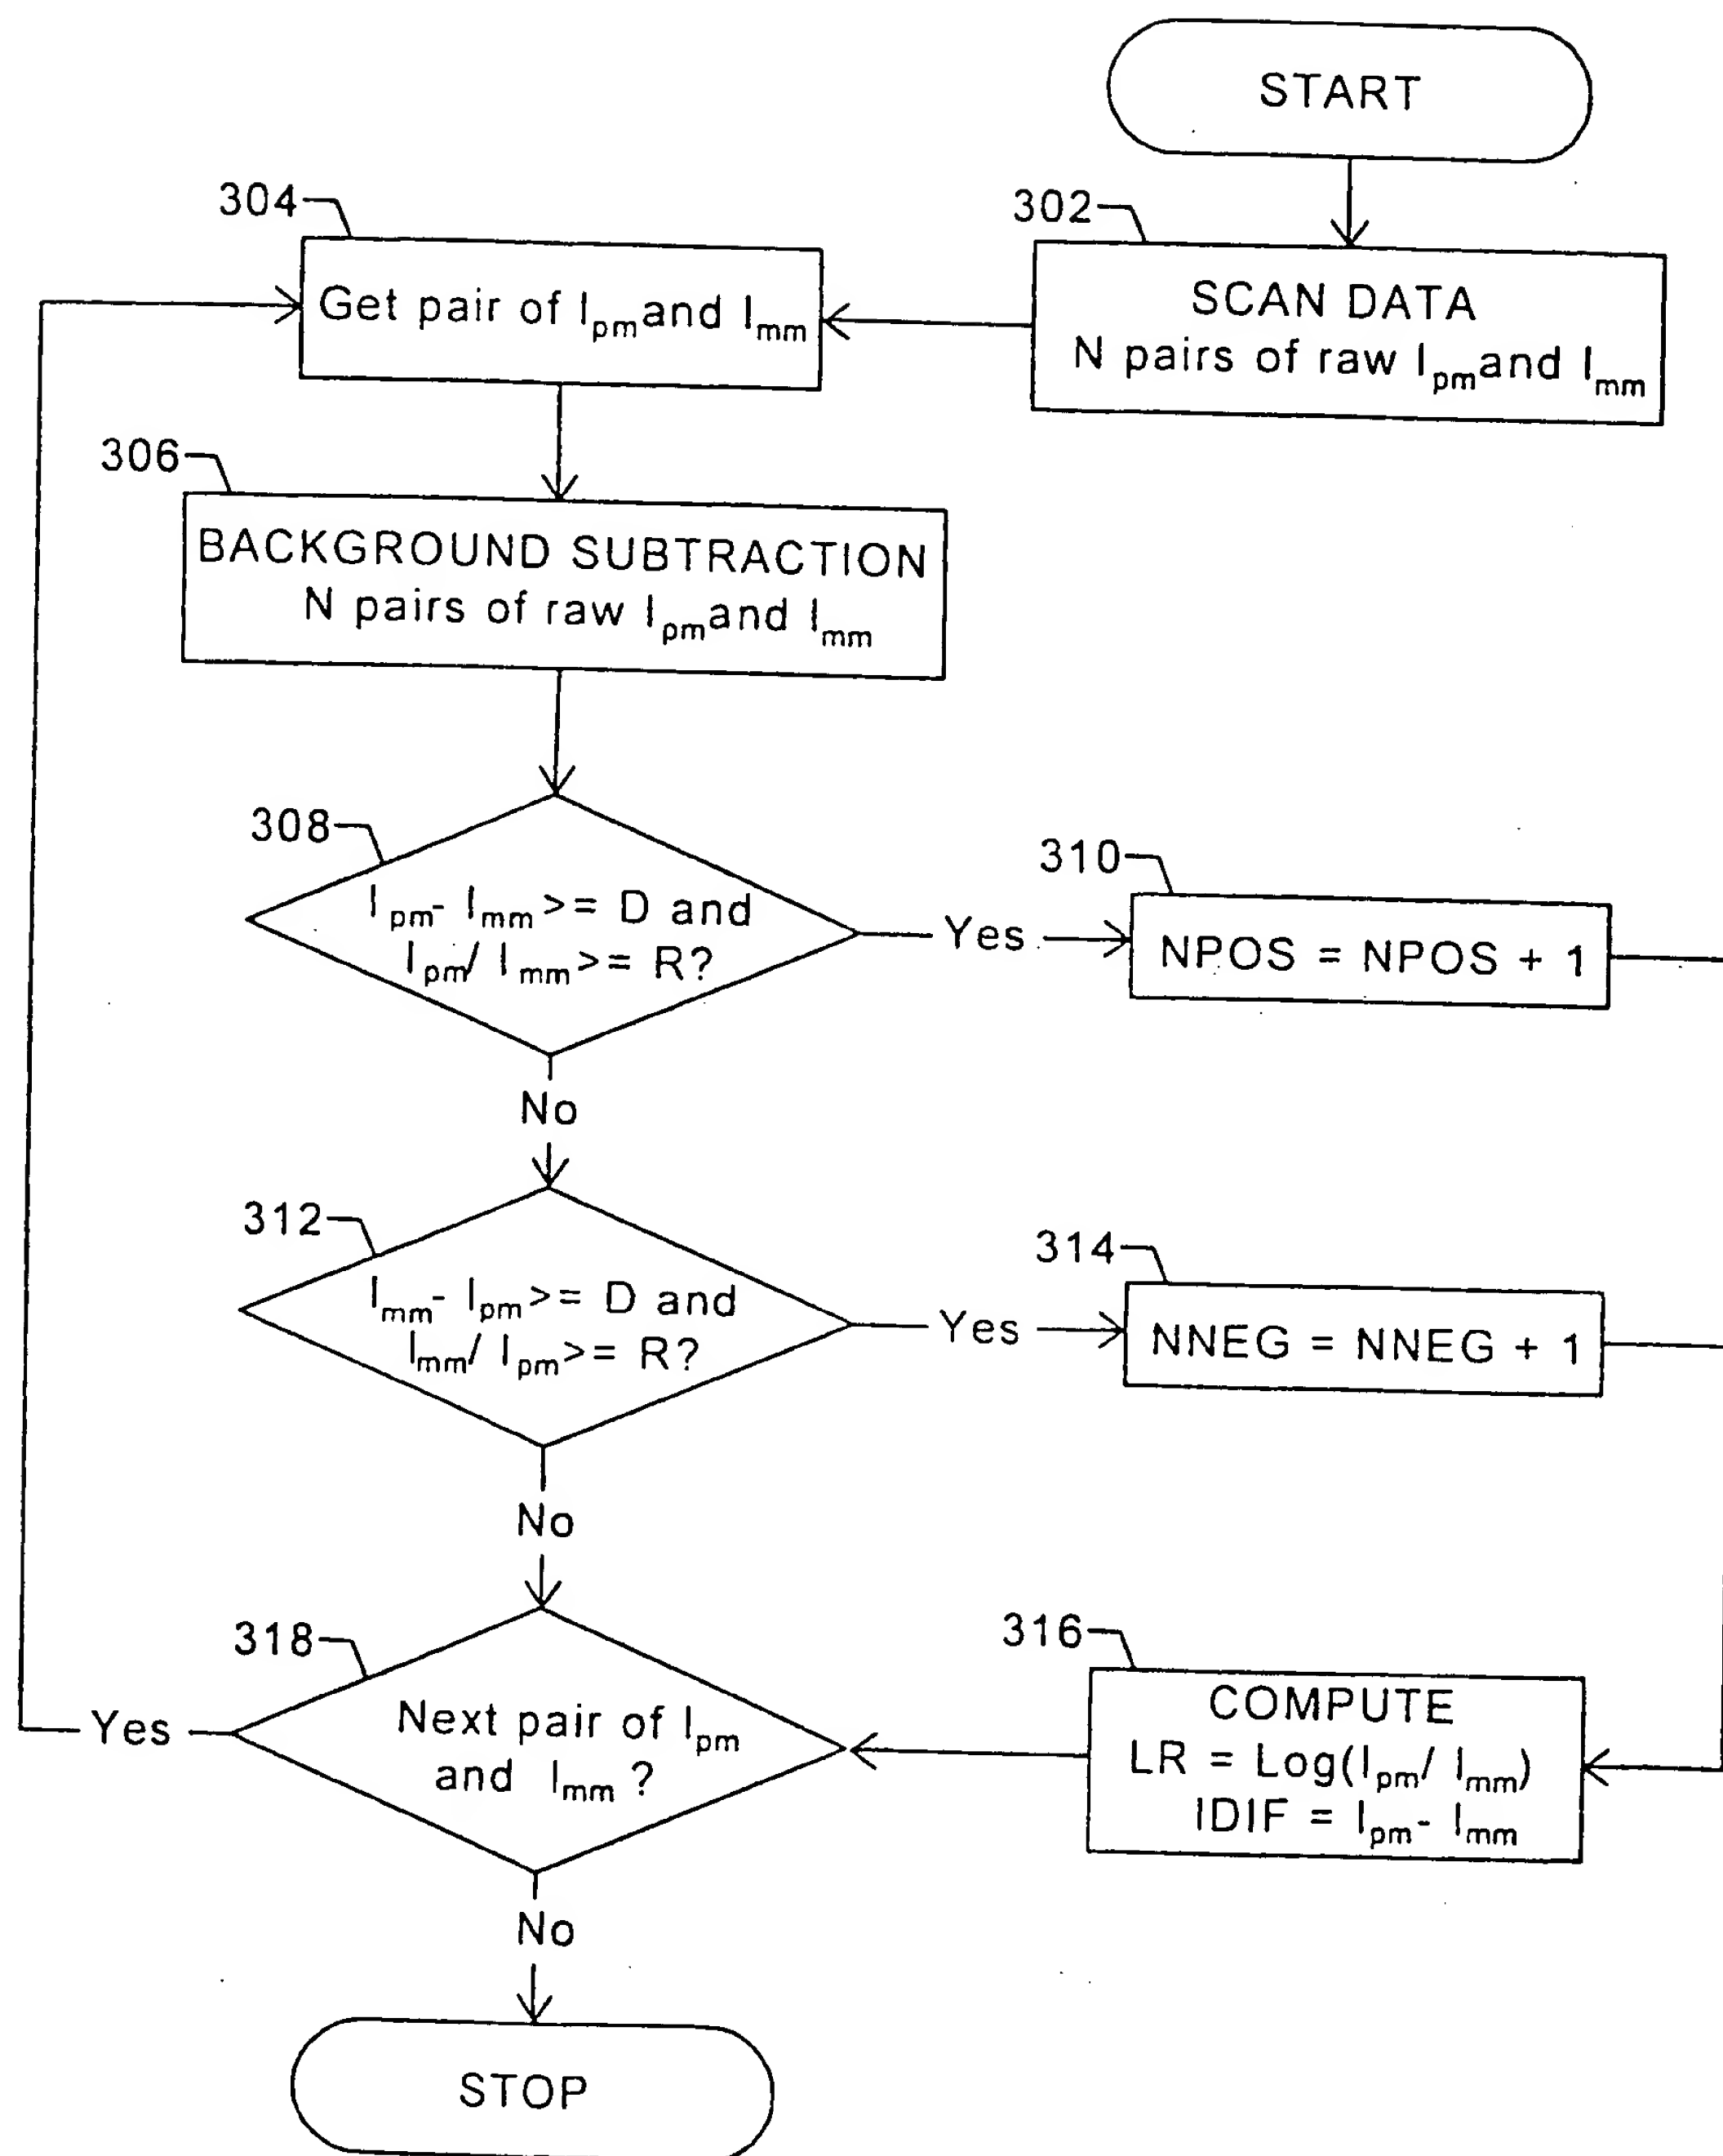 START
302
SCAN DATA
N pairs of raw Ipm and Imm
304
Get pair of Ipm and Imm
306
BACKGROUND SUBTRACTION
N pairs of raw Ipm and Imm
308
Ipm- Imm >= D and
Ipm/ Imm >= R?
Yes
310
NPOS = NPOS + 1
No
312
Imm- Ipm >= D and
Imm/ Ipm >= R?
Yes
314
NNEG = NNEG + 1
No
316
COMPUTE
LR = Log(Ipm/ Imm)
IDIF = Ipm- Imm
318
Next pair of Ipm
and Imm ?
Yes
No
STOP